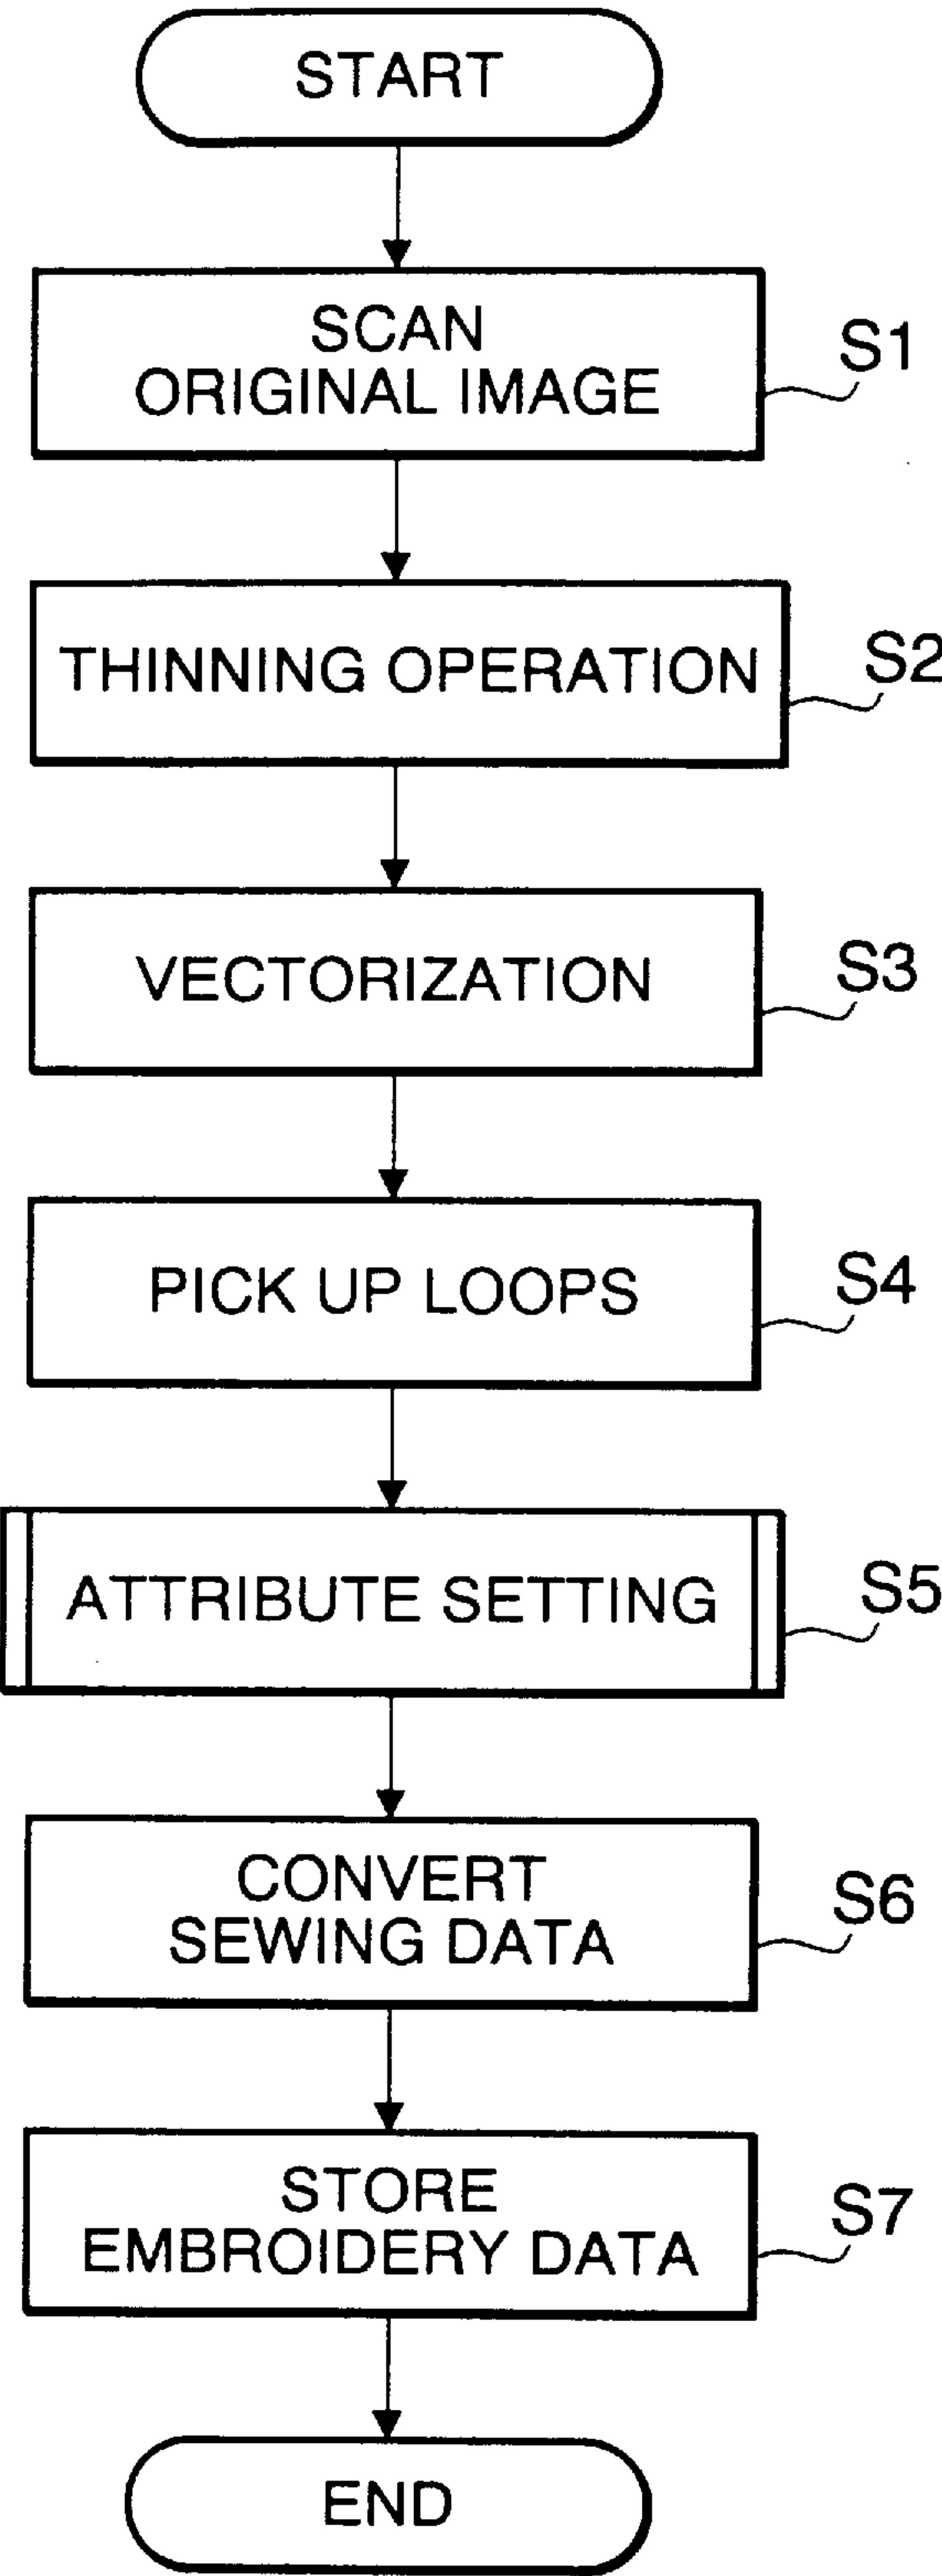 START
SCAN
ORIGINAL IMAGE
S1
THINNING OPERATION
S2
VECTORIZATION
S3
PICK UP LOOPS
S4
ATTRIBUTE SETTING
S5
CONVERT
SEWING DATA
S6
STORE
EMBROIDERY DATA
S7
END